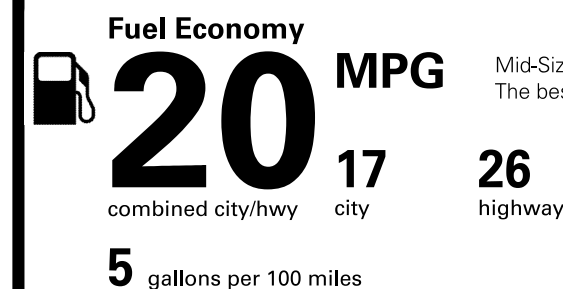 Fuel Economy
20 MPG
Mid-Siz
The bes
17 26
combined city/hwy city highway
5 gallons per 100 miles